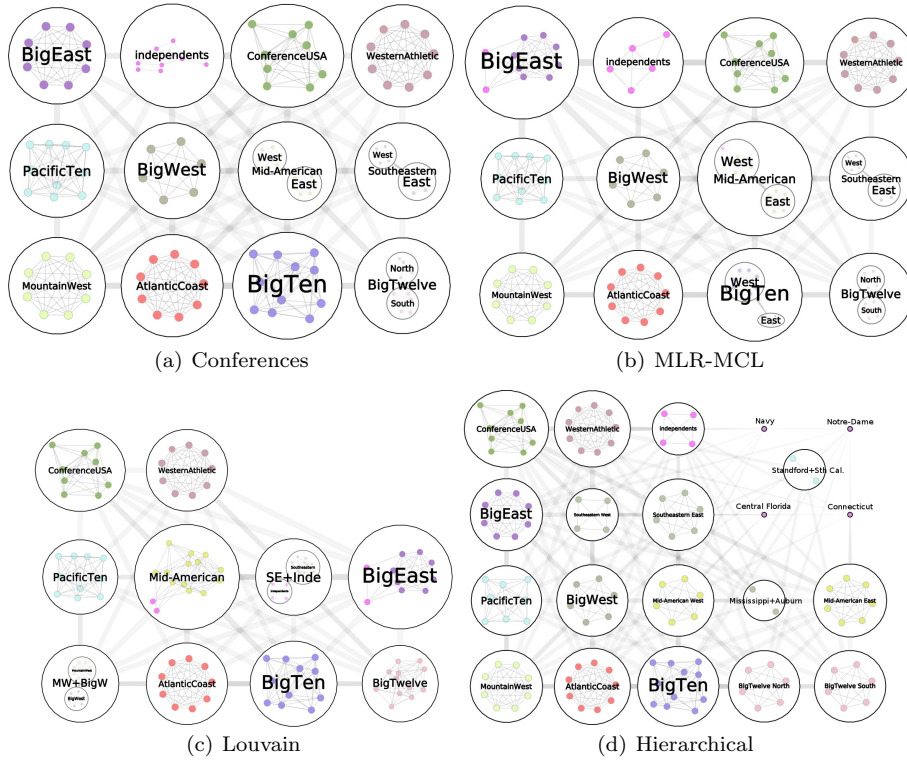 BigEast
independents
ConferenceUSA
WesternAthletic
PacificTen
BigWest
West
Mid-American
East
West
Southeastern
East
MountainWest
AtlanticCoast
BigTen
North
BigTwelve
South
(a) Conferences
BigEast
independents
ConferenceUSA
WesternAthletic
PacificTen
BigWest
West
Mid-American
East
West
Southeastern
East
MountainWest
AtlanticCoast
West
BigTen
East
North
BigTwelve
South
(b) MLR-MCL
ConferenceUSA
WesternAthletic
PacificTen
Mid-American
Southeastern
SE+Inde
Independents
BigEast
MountainWest
MW+BigW
BigWest
AtlanticCoast
BigTen
BigTwelve
(c) Louvain
ConferenceUSA
WesternAthletic
independents
Navy
Notre-Dame
Standford+Sth Cal.
BigEast
Southeastern West
Southeastern East
Central Florida
Connecticut
PacificTen
BigWest
Mid-American West
Mississippi+Auburn
Mid-American East
MountainWest
AtlanticCoast
BigTen
BigTwelve North
BigTwelve South
(d) Hierarchical